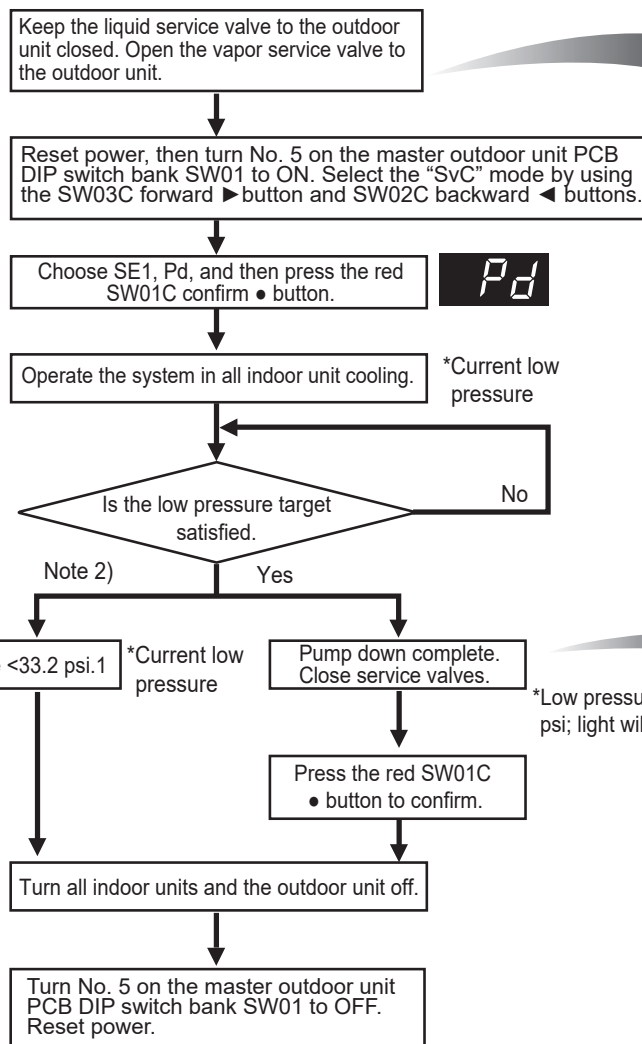 Keep the liquid service valve to the outdoor
unit closed. Open the vapor service valve to
the outdoor unit.
Reset power, then turn No. 5 on the master outdoor unit PCB
DIP switch bank SW01 to ON. Select the “SvC” mode by using
the SW03C forward ►button and SW02C backward ◄ buttons.
Choose SE1, Pd, and then press the red
SW01C confirm ● button.
Pd
Operate the system in all indoor unit cooling.
*Current low
pressure
Is the low pressure target
satisfied.
No
Note 2)
Yes
<33.2 psi.1
*Current low
pressure
Pump down complete.
Close service valves.
*Low
psi; light
Press the red SW01C
● button to confirm.
Turn all indoor units and the outdoor unit off.
Turn No. 5 on the master outdoor unit
PCB DIP switch bank SW01 to OFF.
Reset power.